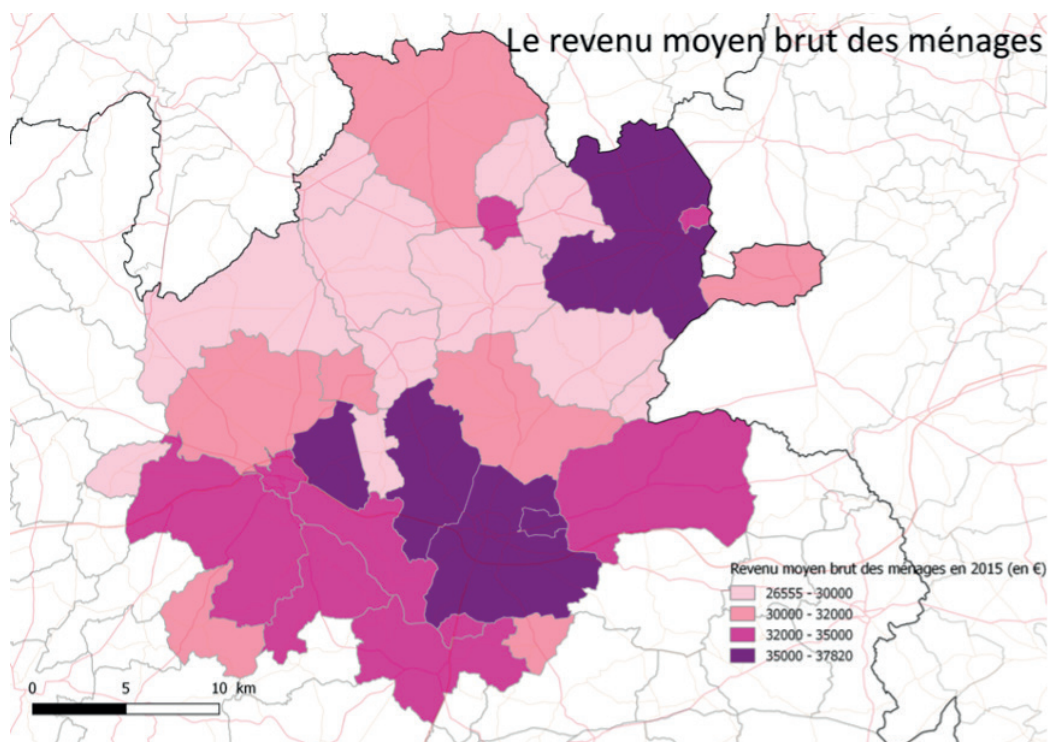 Le revenu moyen brut des ménages
Revenu moyen brut des ménages en 2015 (en €)
26555 - 30000
30000 - 32000
32000 - 35000
35000 - 37820
0 5 10 km